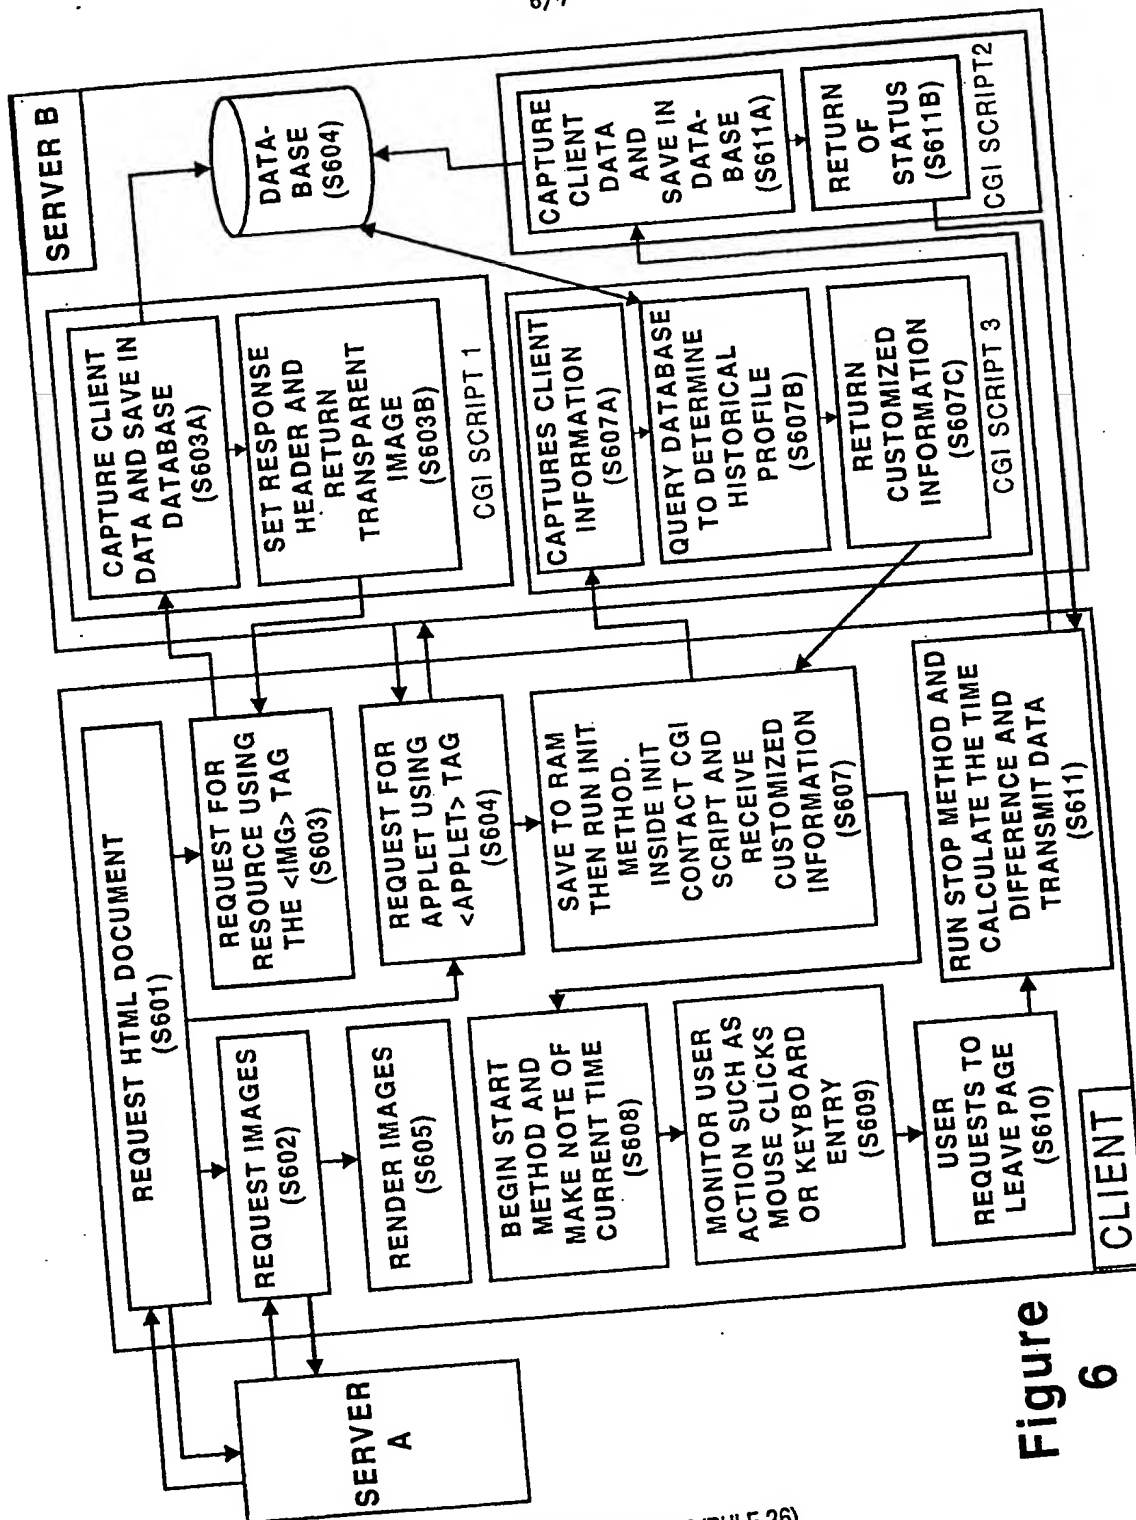 SERVER B
CAPTURE CLIENT
DATA AND SAVE IN
DATABASE
(S603A)
SET RESPONSE
HEADER AND
RETURN
TRANSPARENT
IMAGE
(S603B)
CGI SCRIPT 1
DATA-
BASE
(S604)
CAPTURES CLIENT
INFORMATION
(S607A)
QUERY DATABASE
TO DETERMINE
HISTORICAL
PROFILE
(S607B)
RETURN
CUSTOMIZED
INFORMATION
(S607C)
CGI SCRIPT 3
CAPTURE
CLIENT
DATA
AND
SAVE IN
DATA-
BASE
(S611A)
RETURN
OF
STATUS
(S611B)
CGI SCRIPT2
REQUEST HTML DOCUMENT
(S601)
REQUEST FOR
RESOURCE USING
THE <IMG> TAG
(S603)
REQUEST FOR
APPLET USING
<APPLET> TAG
(S604)
SAVE TO RAM
THEN RUN INIT
METHOD.
INSIDE INIT
CONTACT CGI
SCRIPT AND
RECEIVE
CUSTOMIZED
INFORMATION
(S607)
RUN STOP METHOD AND
CALCULATE THE TIME
DIFFERENCE AND
TRANSMIT DATA
(S611)
REQUEST IMAGES
(S602)
RENDER IMAGES
(S605)
BEGIN START
METHOD AND
MAKE NOTE OF
CURRENT TIME
(S608)
MONITOR USER
ACTION SUCH AS
MOUSE CLICKS
OR KEYBOARD
ENTRY
(S609)
USER
REQUESTS TO
LEAVE PAGE
(S610)
CLIENT
SERVER
A
Figure
6
26)